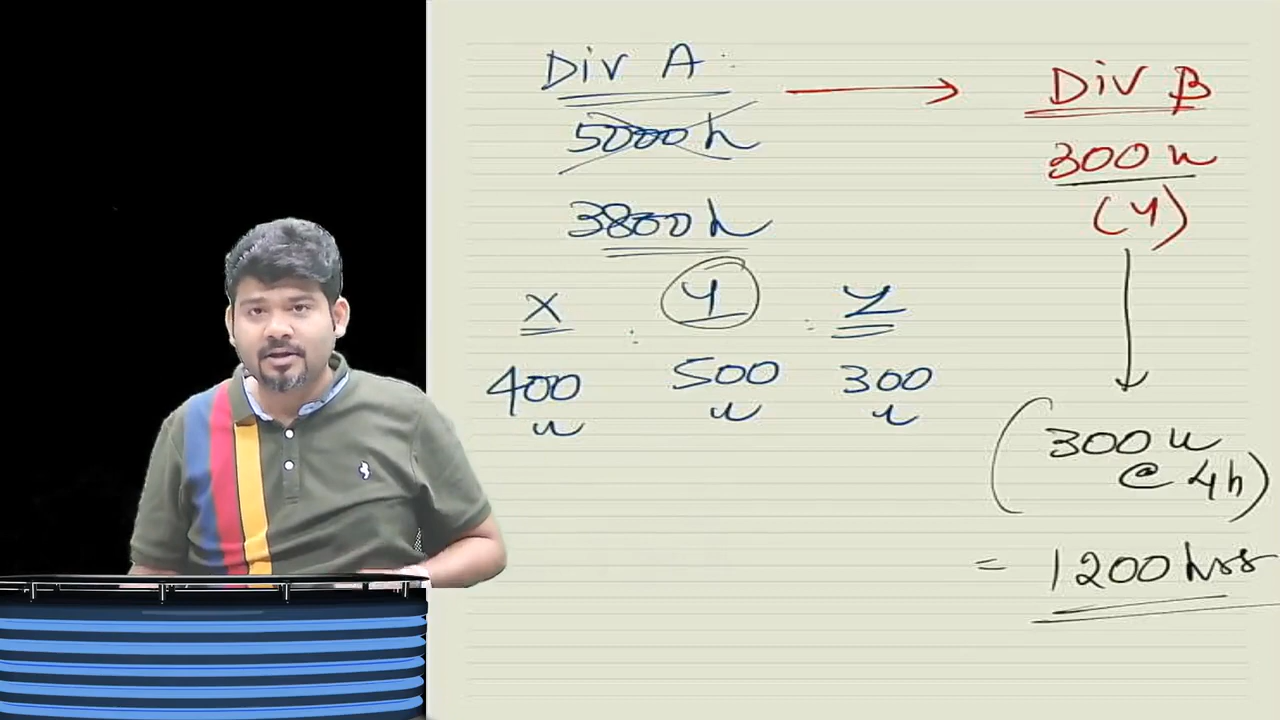 Div A :
5000 h
3800 h
X : Y : Z
400 u 500 u 300 u
Div B
300 u
(Y)
(300 u
@ 4h)
= 1200 hrs